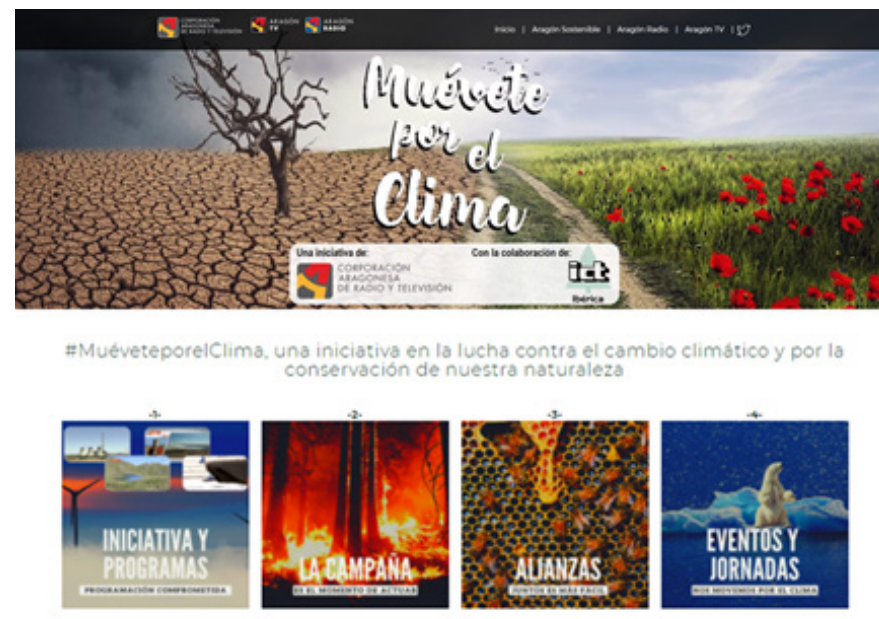 CORPORACIÓN
ARAGONESA
DE RADIO Y TELEVISIÓN
ARAGÓN
TV
ARAGÓN
RADIO
Inicio | Aragón Sostenible | Aragón Radio | Aragón TV |
Muévete
por el
Clima
Una iniciativa de:
CORPORACIÓN
ARAGONESA
DE RADIO Y TELEVISIÓN
Con la colaboración de:
ict
Ibérica
#MuéveteporelClima, una iniciativa en la lucha contra el cambio climático y por la
conservación de nuestra naturaleza
-1-
INICIATIVA Y
PROGRAMAS
PROGRAMACIÓN COMPROMETIDA
-2-
LA CAMPAÑA
ES EL MOMENTO DE ACTUAR
-3-
ALIANZAS
JUNTOS ES MÁS FÁCIL
-4-
EVENTOS Y
JORNADAS
NOS MOVEMOS POR EL CLIMA